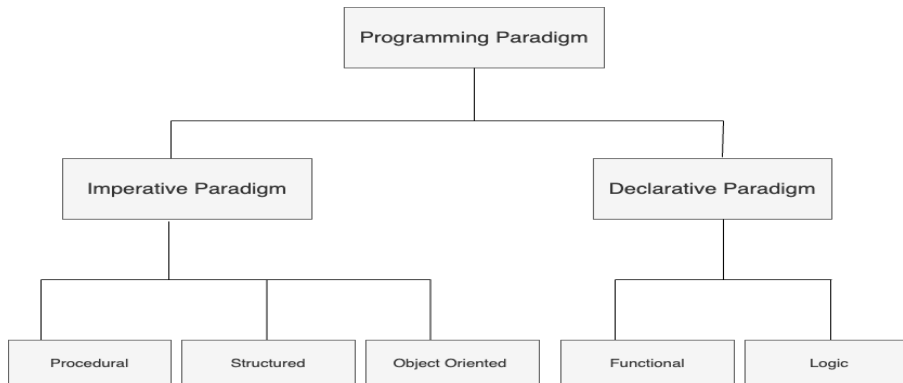 Programming Paradigm
Imperative Paradigm
Declarative Paradigm
Procedural
Structured
Object Oriented
Functional
Logic